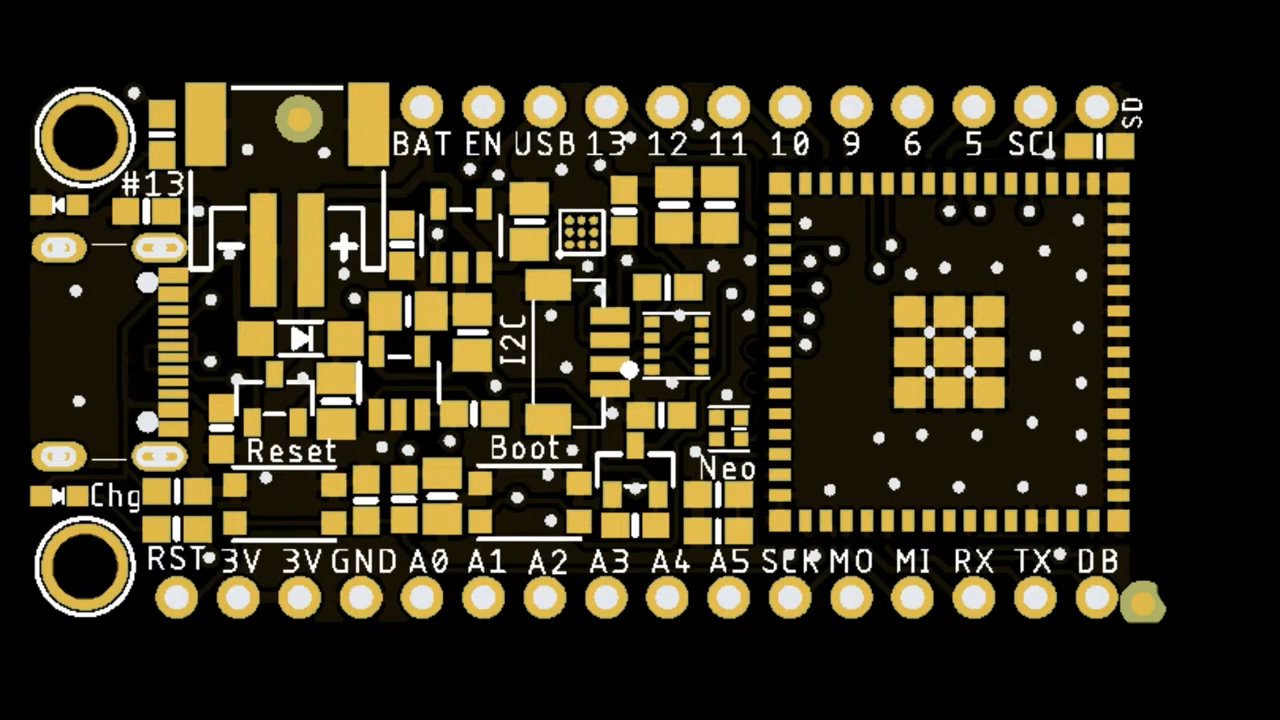 BAT EN USB 13 12 11 10 9 6 5 SCL SD
#13
I2C
Reset
Boot
Neo
Chg
RST 3V 3V GND A0 A1 A2 A3 A4 A5 SCK MO MI RX TX DB